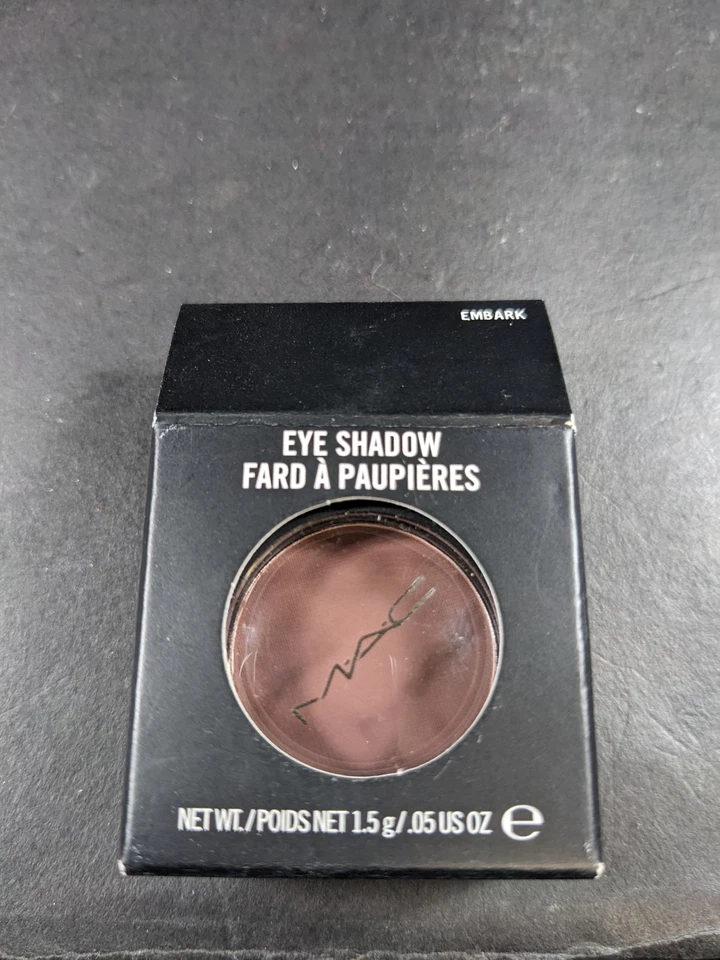 EMBARK
EYE SHADOW
FARD À PAUPIÈRES
MAC
NET WT./POIDS NET 1.5 g/.05 US OZ ℮